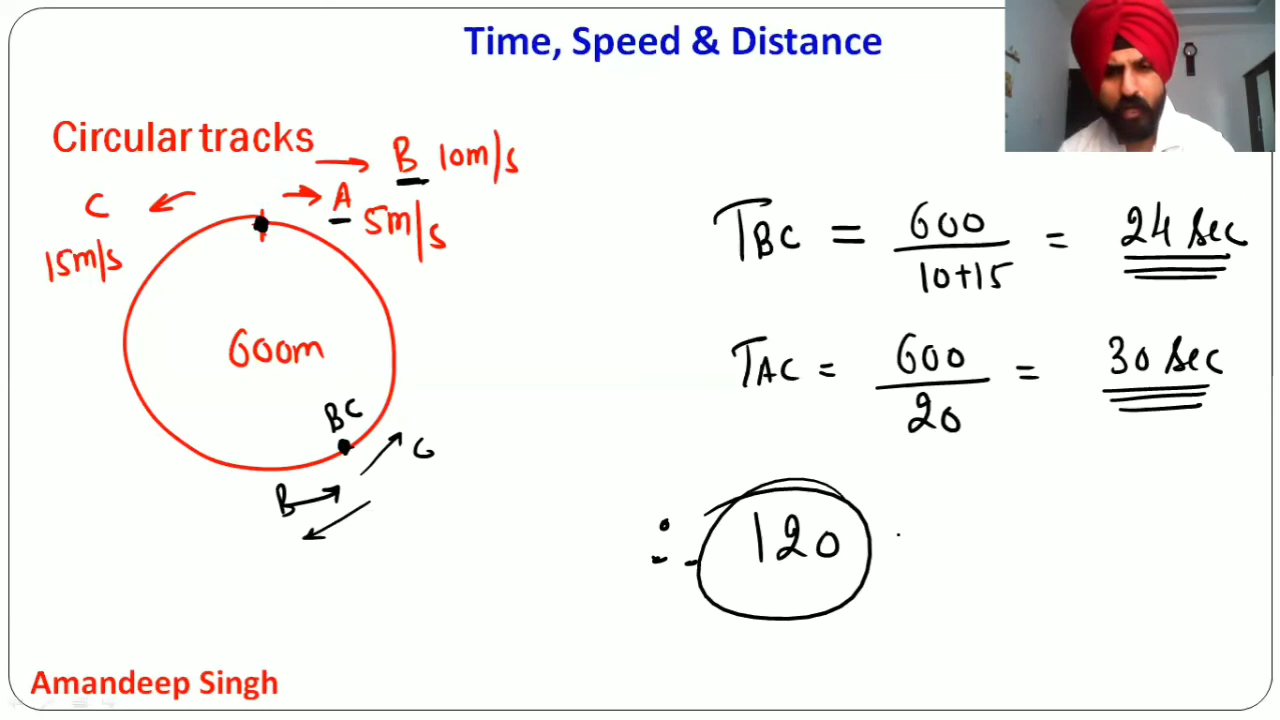 Time, Speed & Distance
Circular tracks
B 10m/s
A 5m/s
C
15m/s
600m
BC
C
B
TBC = 600 / 10+15 = 24 Sec
TAC = 600 / 20 = 30 Sec
∴ 120
Amandeep Singh